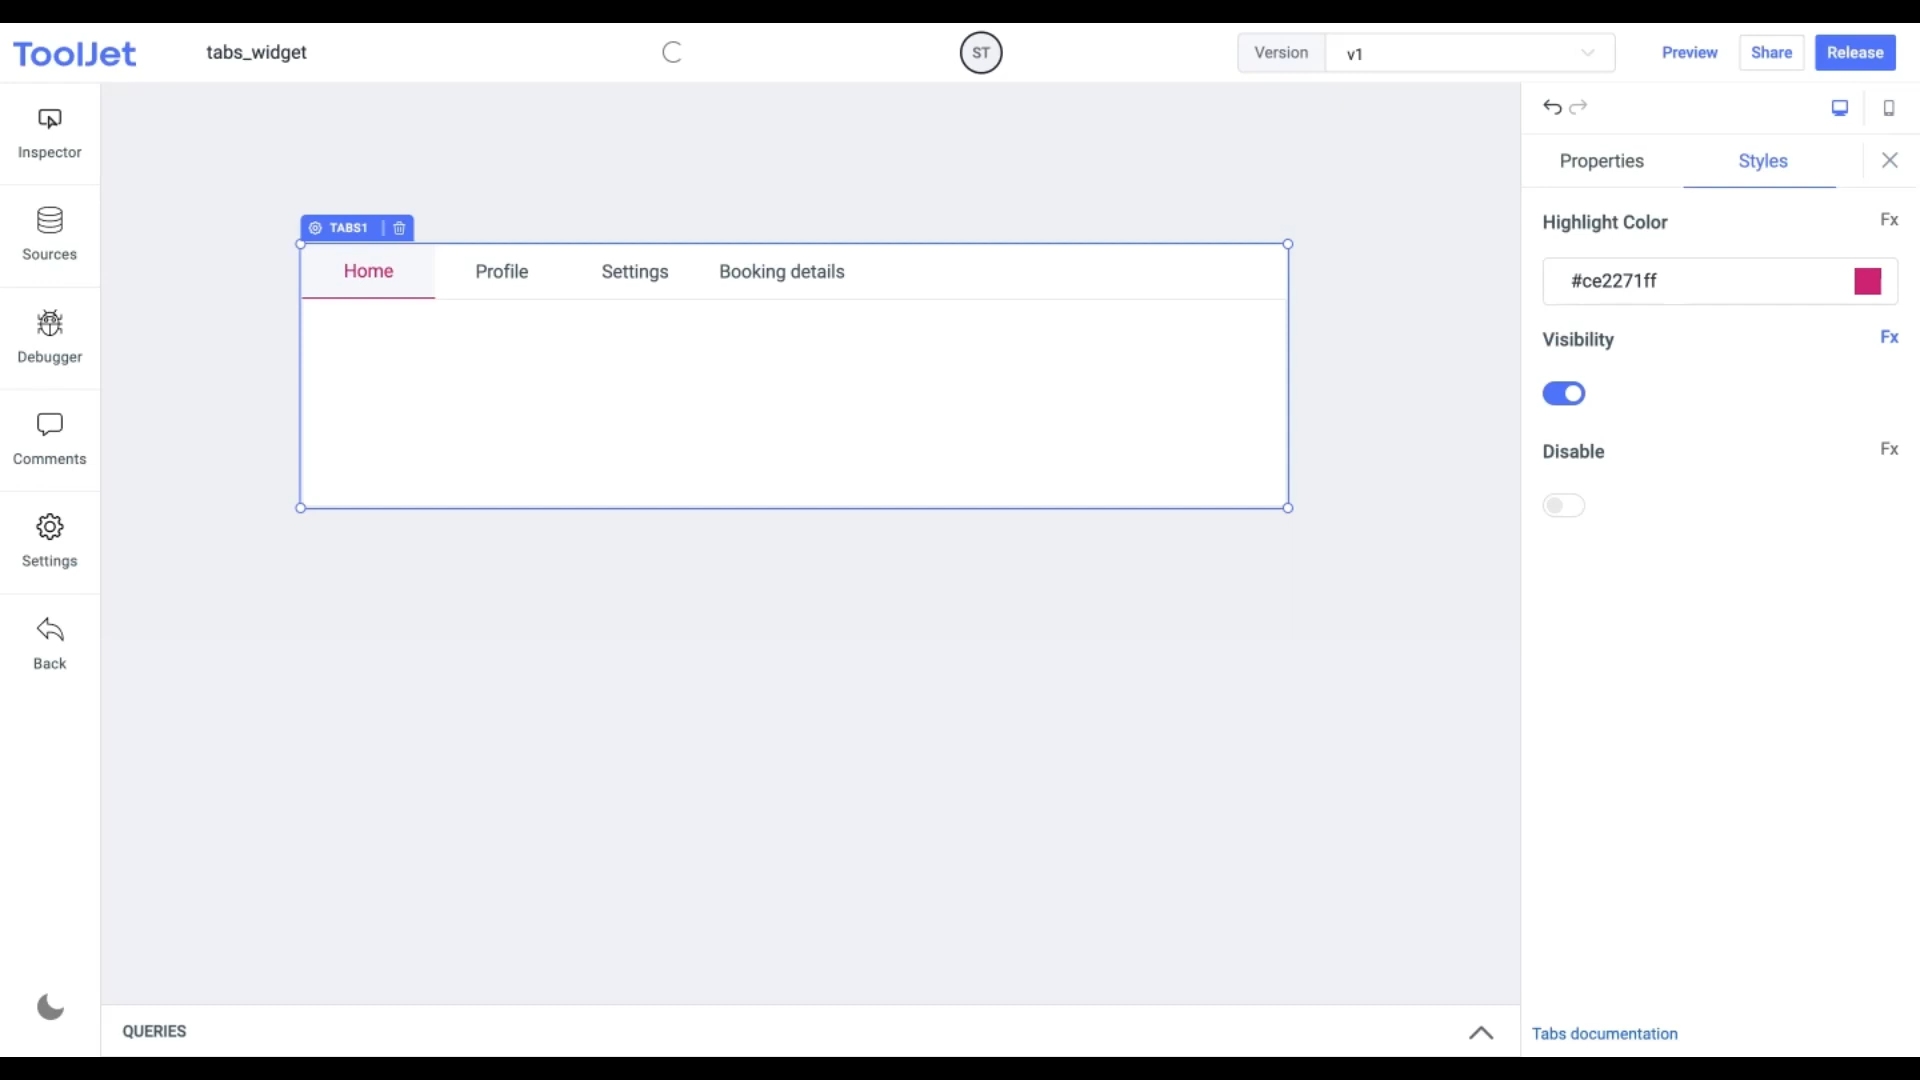 ToolJet
tabs_widget
ST
Version
v1
Preview
Share
Release
Inspector
Sources
Debugger
Comments
Settings
Back
TABS1
Home
Profile
Settings
Booking details
Properties
Styles
Highlight Color
Fx
#ce2271ff
Visibility
Fx
Disable
Fx
QUERIES
Tabs documentation